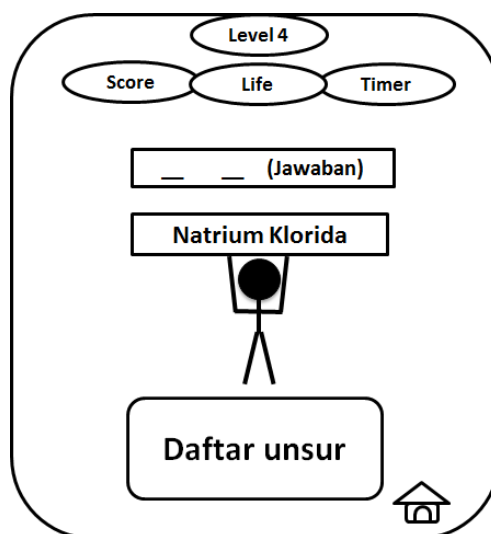 Level 4
Score Life Timer
__ __ (Jawaban)
Natrium Klorida
Daftar unsur